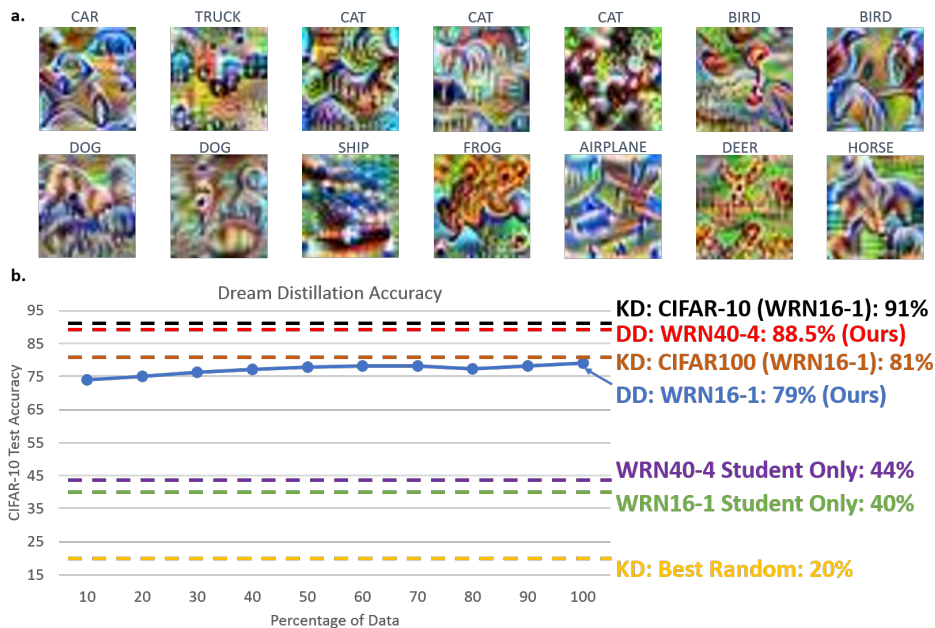 a.
CAR TRUCK CAT CAT CAT BIRD BIRD
DOG DOG SHIP FROG AIRPLANE DEER HORSE
b.
Dream Distillation Accuracy
CIFAR-10 Test Accuracy
95
85
75
65
55
45
35
25
15
10 20 30 40 50 60 70 80 90 100
Percentage of Data
KD: CIFAR-10 (WRN16-1): 91%
DD: WRN40-4: 88.5% (Ours)
KD: CIFAR100 (WRN16-1): 81%
DD: WRN16-1: 79% (Ours)
WRN40-4 Student Only: 44%
WRN16-1 Student Only: 40%
KD: Best Random: 20%